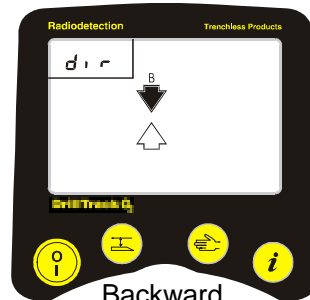 Radiodetection Trenchless Products
dir
B
DrillTrack
O
I
i
Backward